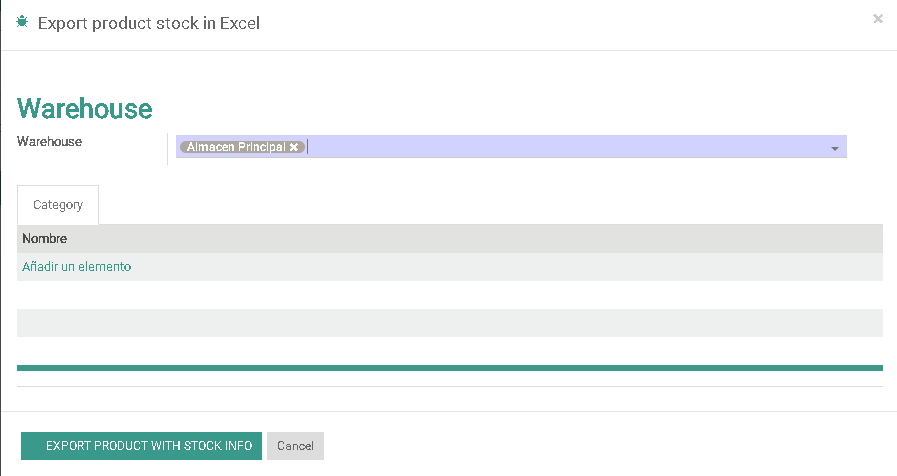 Export product stock in Excel
Warehouse
Warehouse
Almacen Principal
Category
Nombre
Añadir un elemento
EXPORT PRODUCT WITH STOCK INFO
Cancel